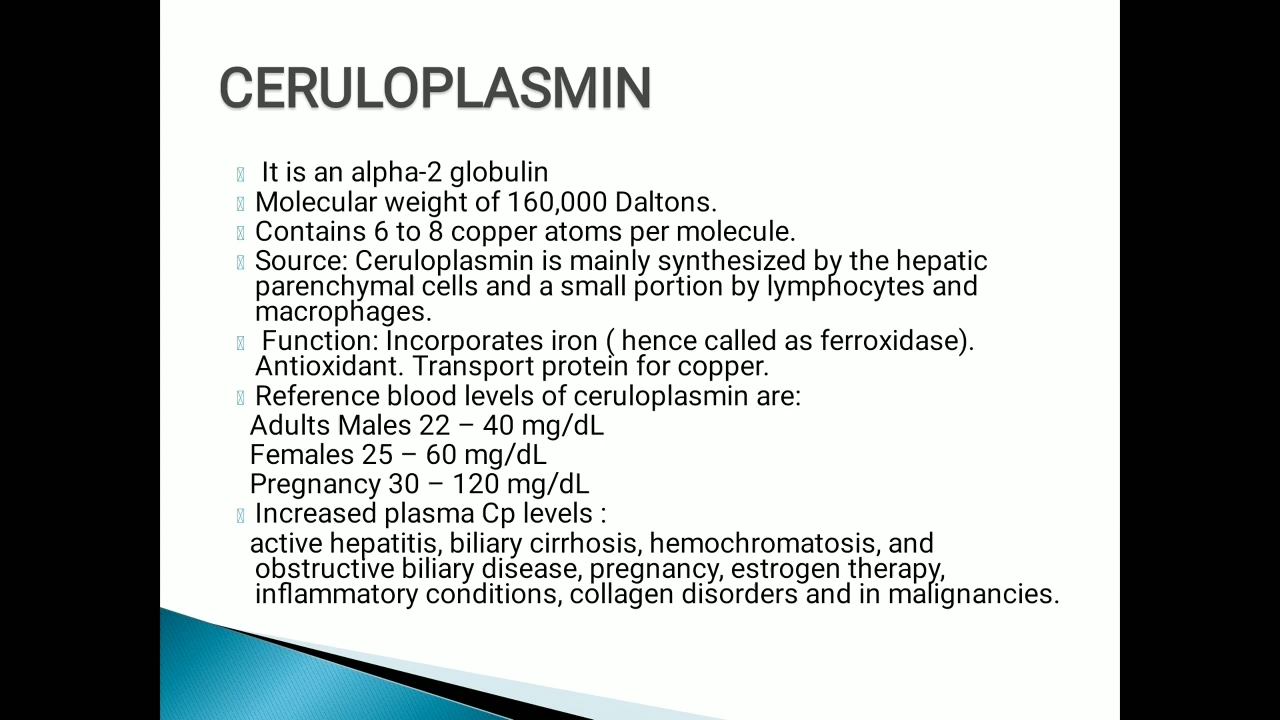 CERULOPLASMIN
It is an alpha-2 globulin
Molecular weight of 160,000 Daltons.
Contains 6 to 8 copper atoms per molecule.
Source: Ceruloplasmin is mainly synthesized by the hepatic
parenchymal cells and a small portion by lymphocytes and
macrophages.
Function: Incorporates iron ( hence called as ferroxidase).
Antioxidant. Transport protein for copper.
Reference blood levels of ceruloplasmin are:
Adults Males 22 – 40 mg/dL
Females 25 – 60 mg/dL
Pregnancy 30 – 120 mg/dL
Increased plasma Cp levels :
active hepatitis, biliary cirrhosis, hemochromatosis, and
obstructive biliary disease, pregnancy, estrogen therapy,
inflammatory conditions, collagen disorders and in malignancies.